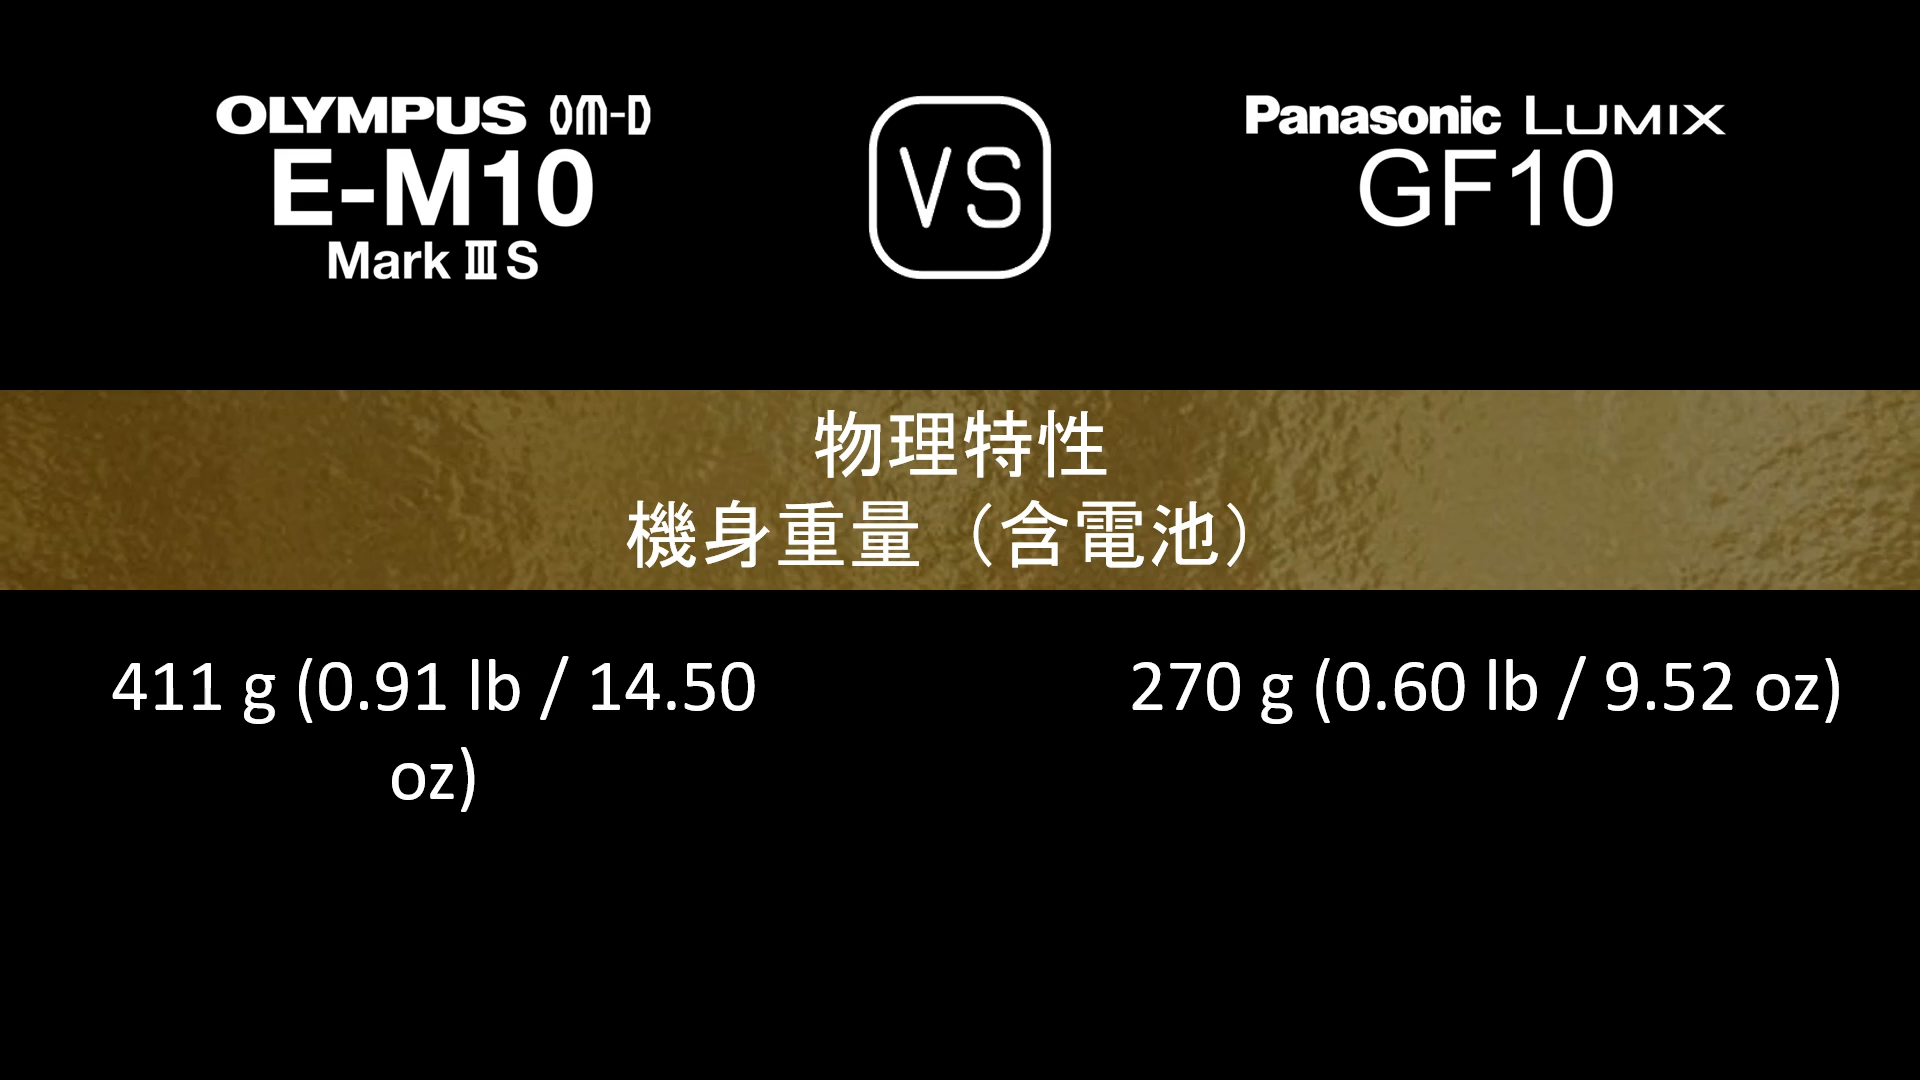 OLYMPUS OM-D
E-M10
Mark III S
VS
Panasonic LUMIX
GF10
物理特性
機身重量（含電池）
411 g (0.91 lb / 14.50
oz)
270 g (0.60 lb / 9.52 oz)